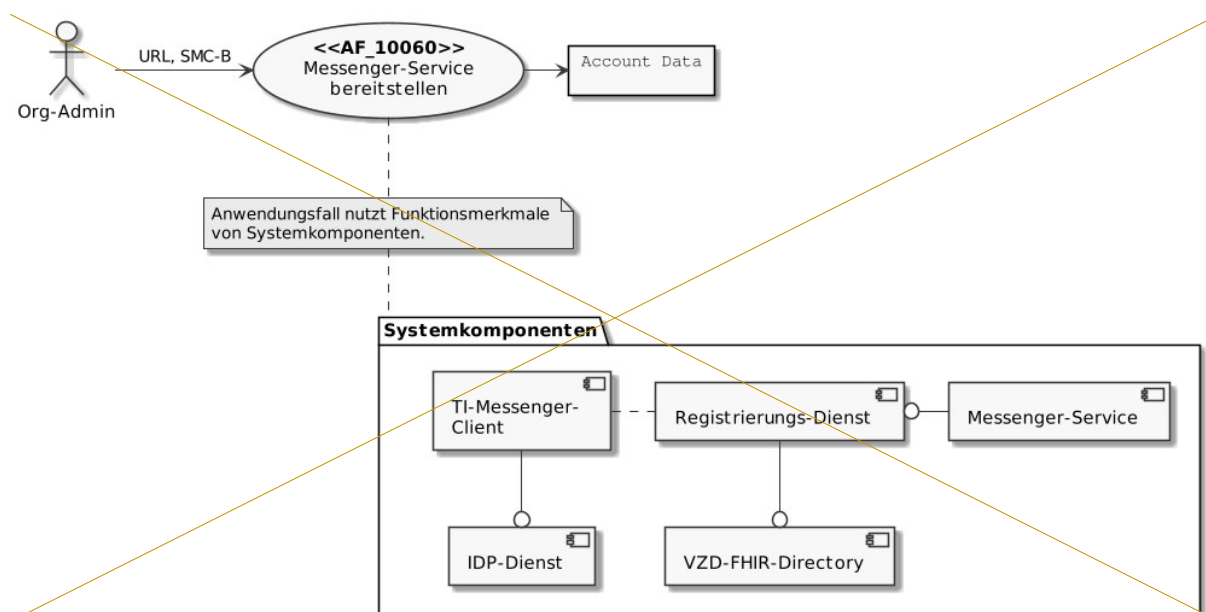 URL, SMC-B
Org-Admin
<<AF_10060>>
Messenger-Service
bereitstellen
Account Data
Anwendungsfall nutzt Funktionsmerkmale
von Systemkomponenten.
Systemkomponenten
TI-Messenger-
Client
Registrierungs-Dienst
Messenger-Service
IDP-Dienst
VZD-FHIR-Directory